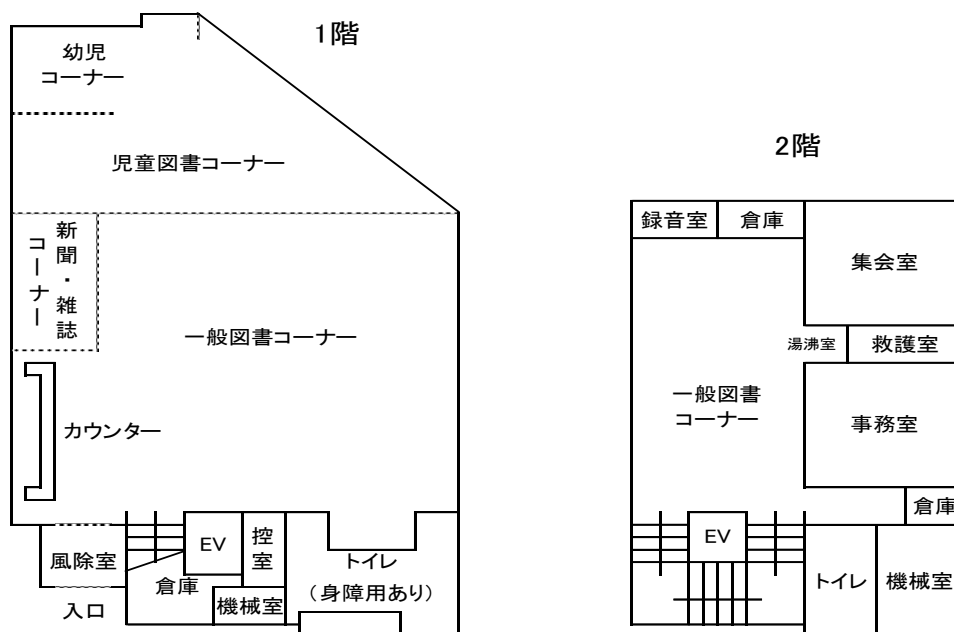 1階
幼児
コーナー
児童図書コーナー
新聞・雑誌
コーナー
一般図書コーナー
カウンター
風除室
入口
倉庫
EV
控室
機械室
トイレ
（身障用あり）
2階
録音室
倉庫
集会室
湯沸室
救護室
一般図書
コーナー
事務室
倉庫
EV
トイレ
機械室